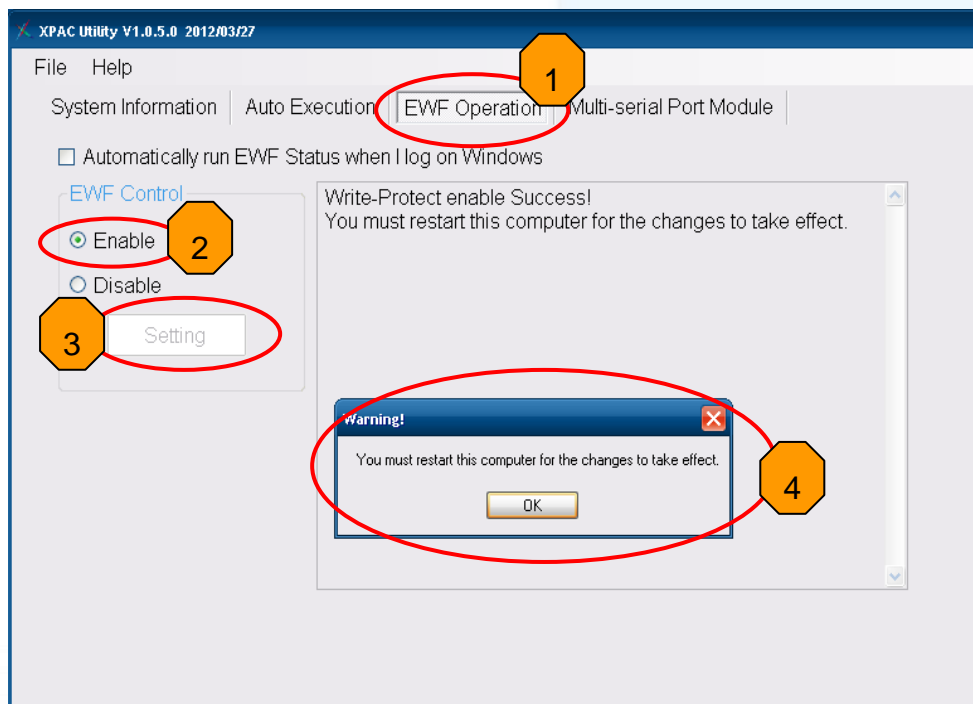 XPAC Utility V1.0.5.0 2012/03/27
File Help
1
System Information Auto Execution EWF Operation Multi-serial Port Module
Automatically run EWF Status when I log on Windows
EWF Control
Enable
2
Disable
3
Setting
Write-Protect enable Success!
You must restart this computer for the changes to take effect.
Warning!
You must restart this computer for the changes to take effect.
OK
4